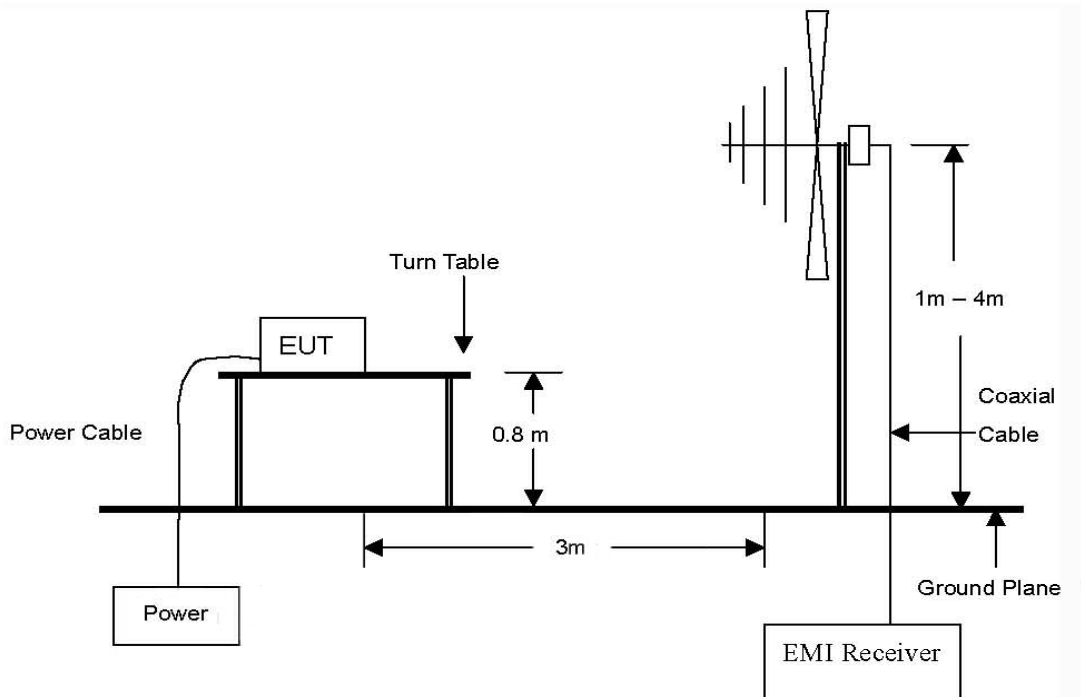 Turn Table
EUT
1m – 4m
Coaxial
Cable
Power Cable
0.8 m
3m
Ground Plane
Power
EMI Receiver